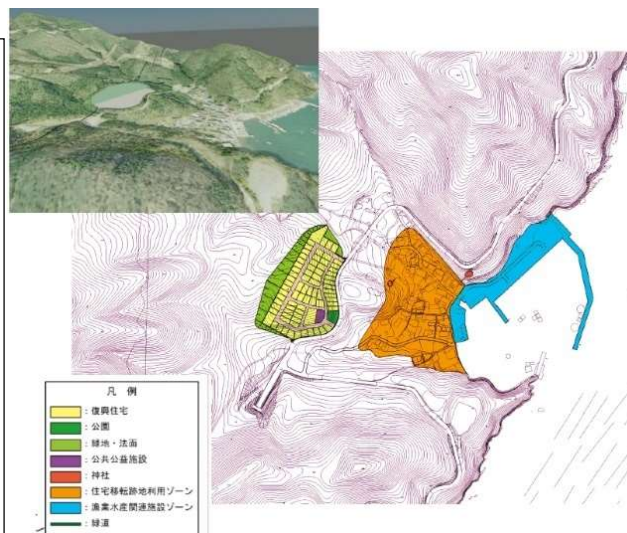 凡 例
：復興住宅
：公園
：緑地・法面
：公共公益施設
：神社
：住宅移転跡地利用ゾーン
：漁業水産関連施設ゾーン
：緑道